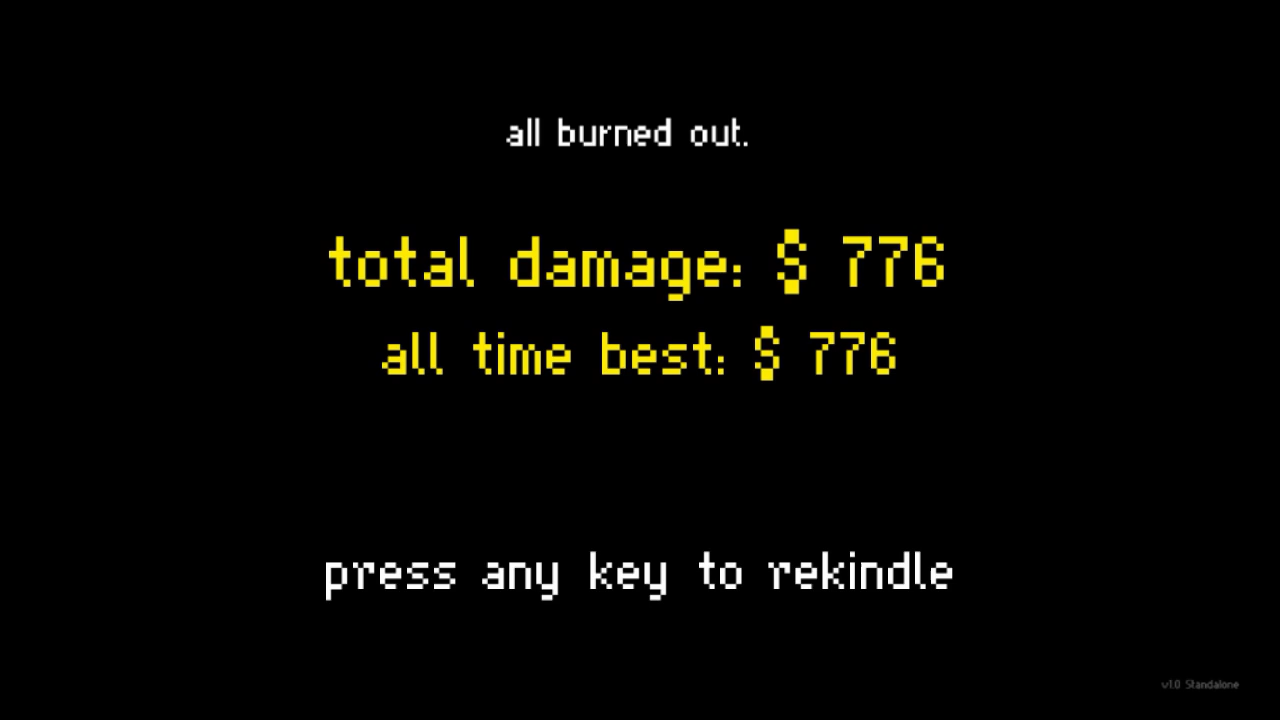 all burned out.
total damage: $ 776
all time best: $ 776
press any key to rekindle
v1.0 Standalone